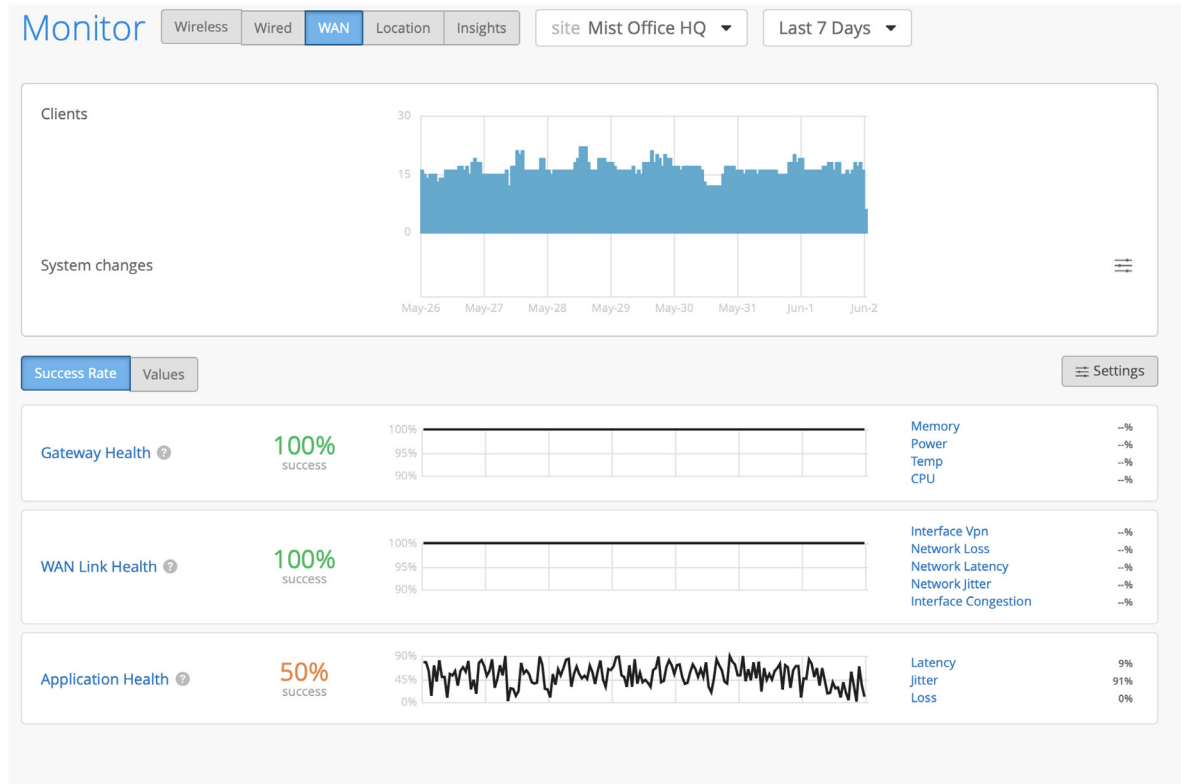 Monitor Wireless Wired WAN Location Insights site Mist Office HQ Last 7 Days
Clients
30
15
0
System changes
May-26 May-27 May-28 May-29 May-30 May-31 Jun-1 Jun-2
Success Rate Values Settings
Gateway Health ?
100%
success
100%
95%
90%
Memory --%
Power --%
Temp --%
CPU --%
WAN Link Health ?
100%
success
100%
95%
90%
Interface Vpn --%
Network Loss --%
Network Latency --%
Network Jitter --%
Interface Congestion --%
Application Health ?
50%
success
90%
45%
0%
Latency 9%
Jitter 91%
Loss 0%